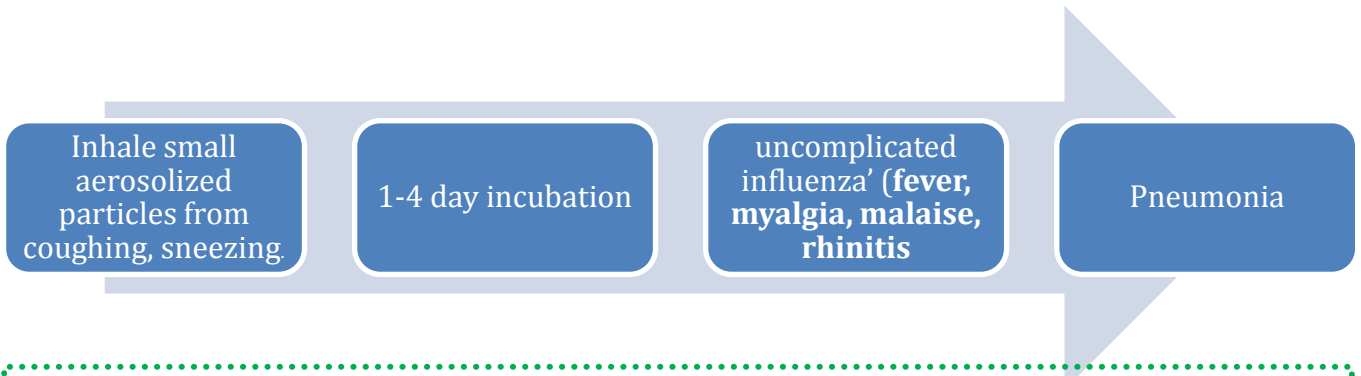 Inhale small
aerosolized
particles from
coughing, sneezing.
1-4 day incubation
uncomplicated
influenza’ (fever,
myalgia, malaise,
rhinitis
Pneumonia